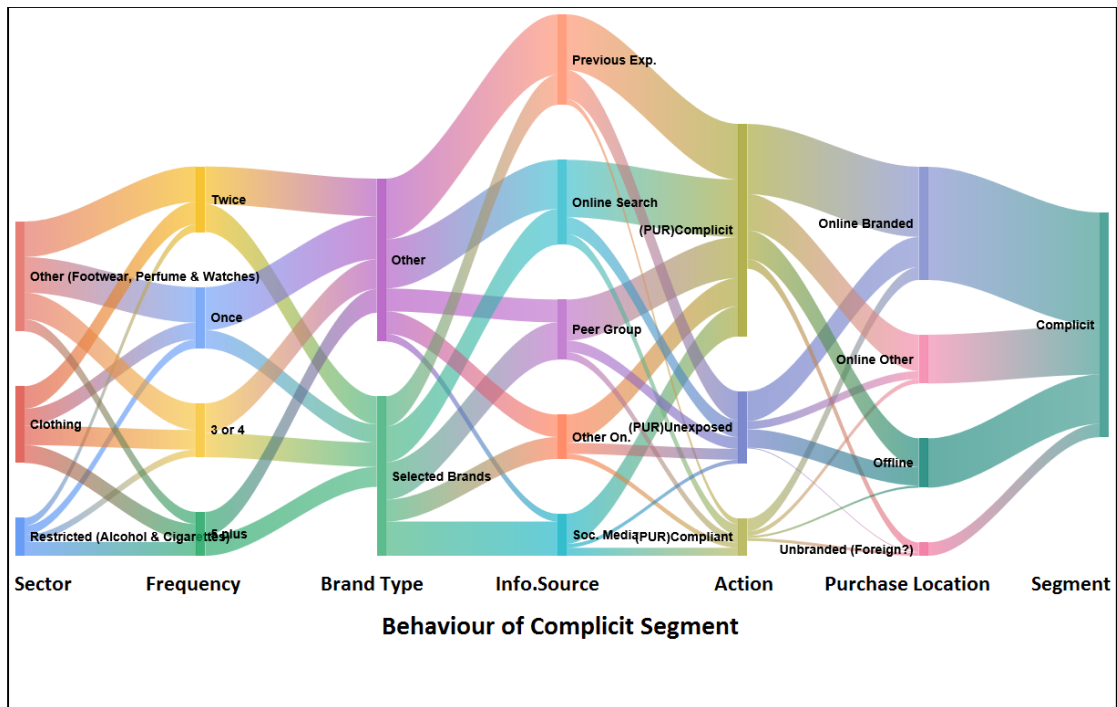 Previous Exp.
Twice
Online Search
Online Branded
(PUR)Complicit
Other
Other (Footwear, Perfume & Watches)
Once
Peer Group
Complicit
Online Other
Clothing
3 or 4
(PUR)Unexposed
Other On.
Offline
Selected Brands
Restricted (Alcohol & Cigarettes)
5 plus
Soc. Media
(PUR)Compliant
Unbranded (Foreign?)
Sector Frequency Brand Type Info.Source Action Purchase Location Segment
Behaviour of Complicit Segment